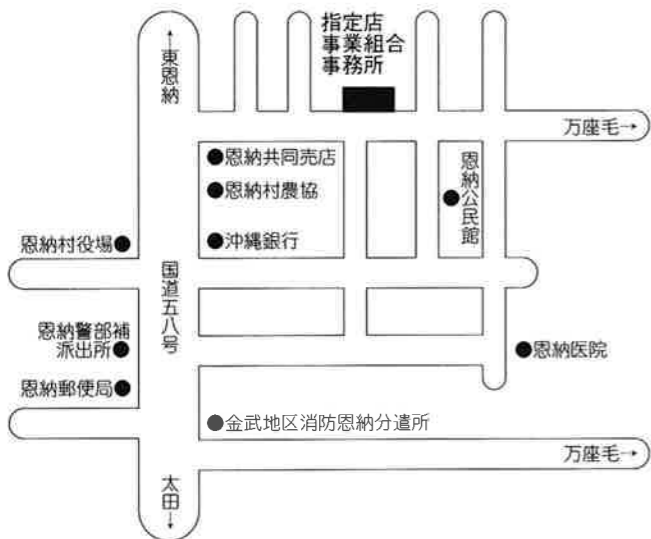 指定店
事業組合
事務所
←東恩納
万座毛→
●恩納共同売店
●恩納村農協
●恩納公民館
恩納村役場●
●沖縄銀行
国道五八号
恩納警部補
派出所●
●恩納医院
恩納郵便局●
●金武地区消防恩納分遣所
万座毛→
太田→